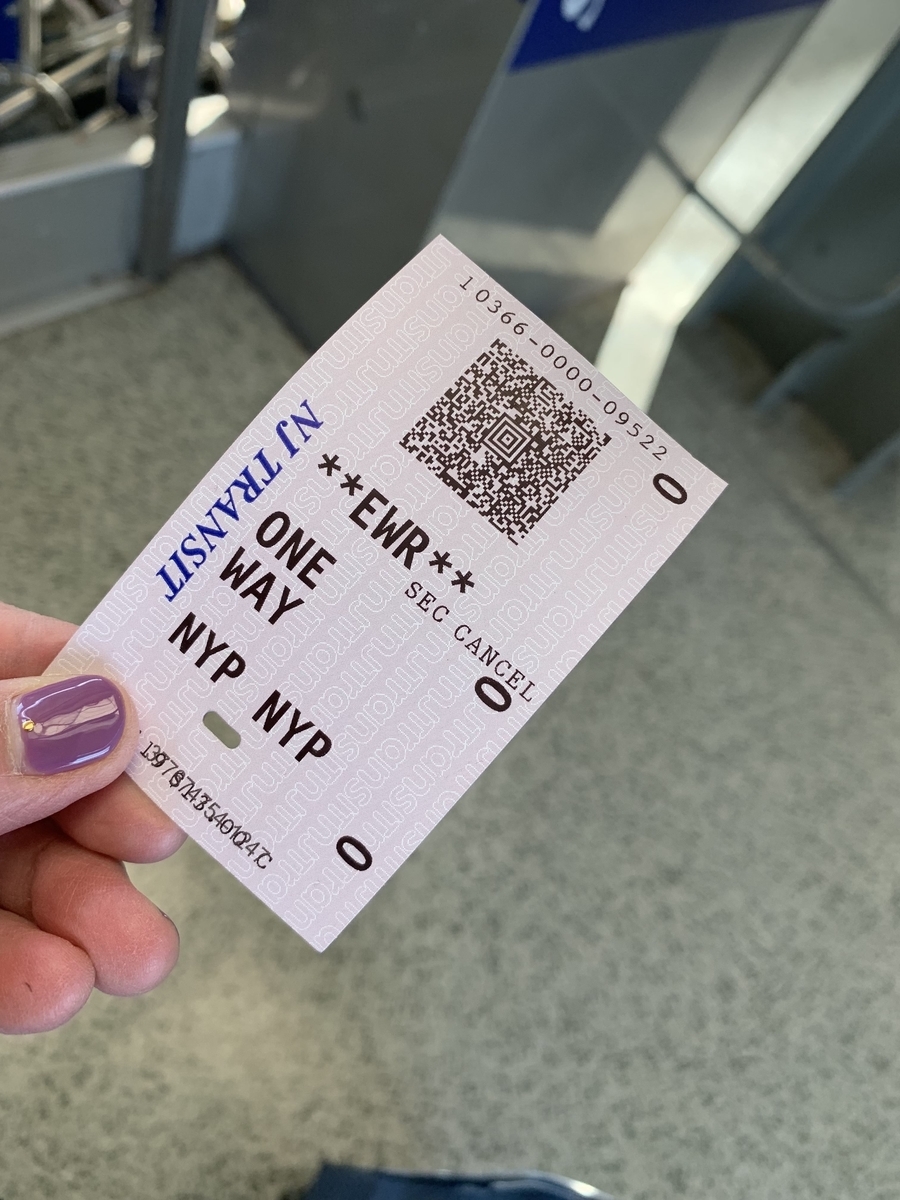 10366-0000-09522
0
**EWR**
SEC CANCEL
0
ONE
WAY
NYP NYP
0
NJ TRANSIT